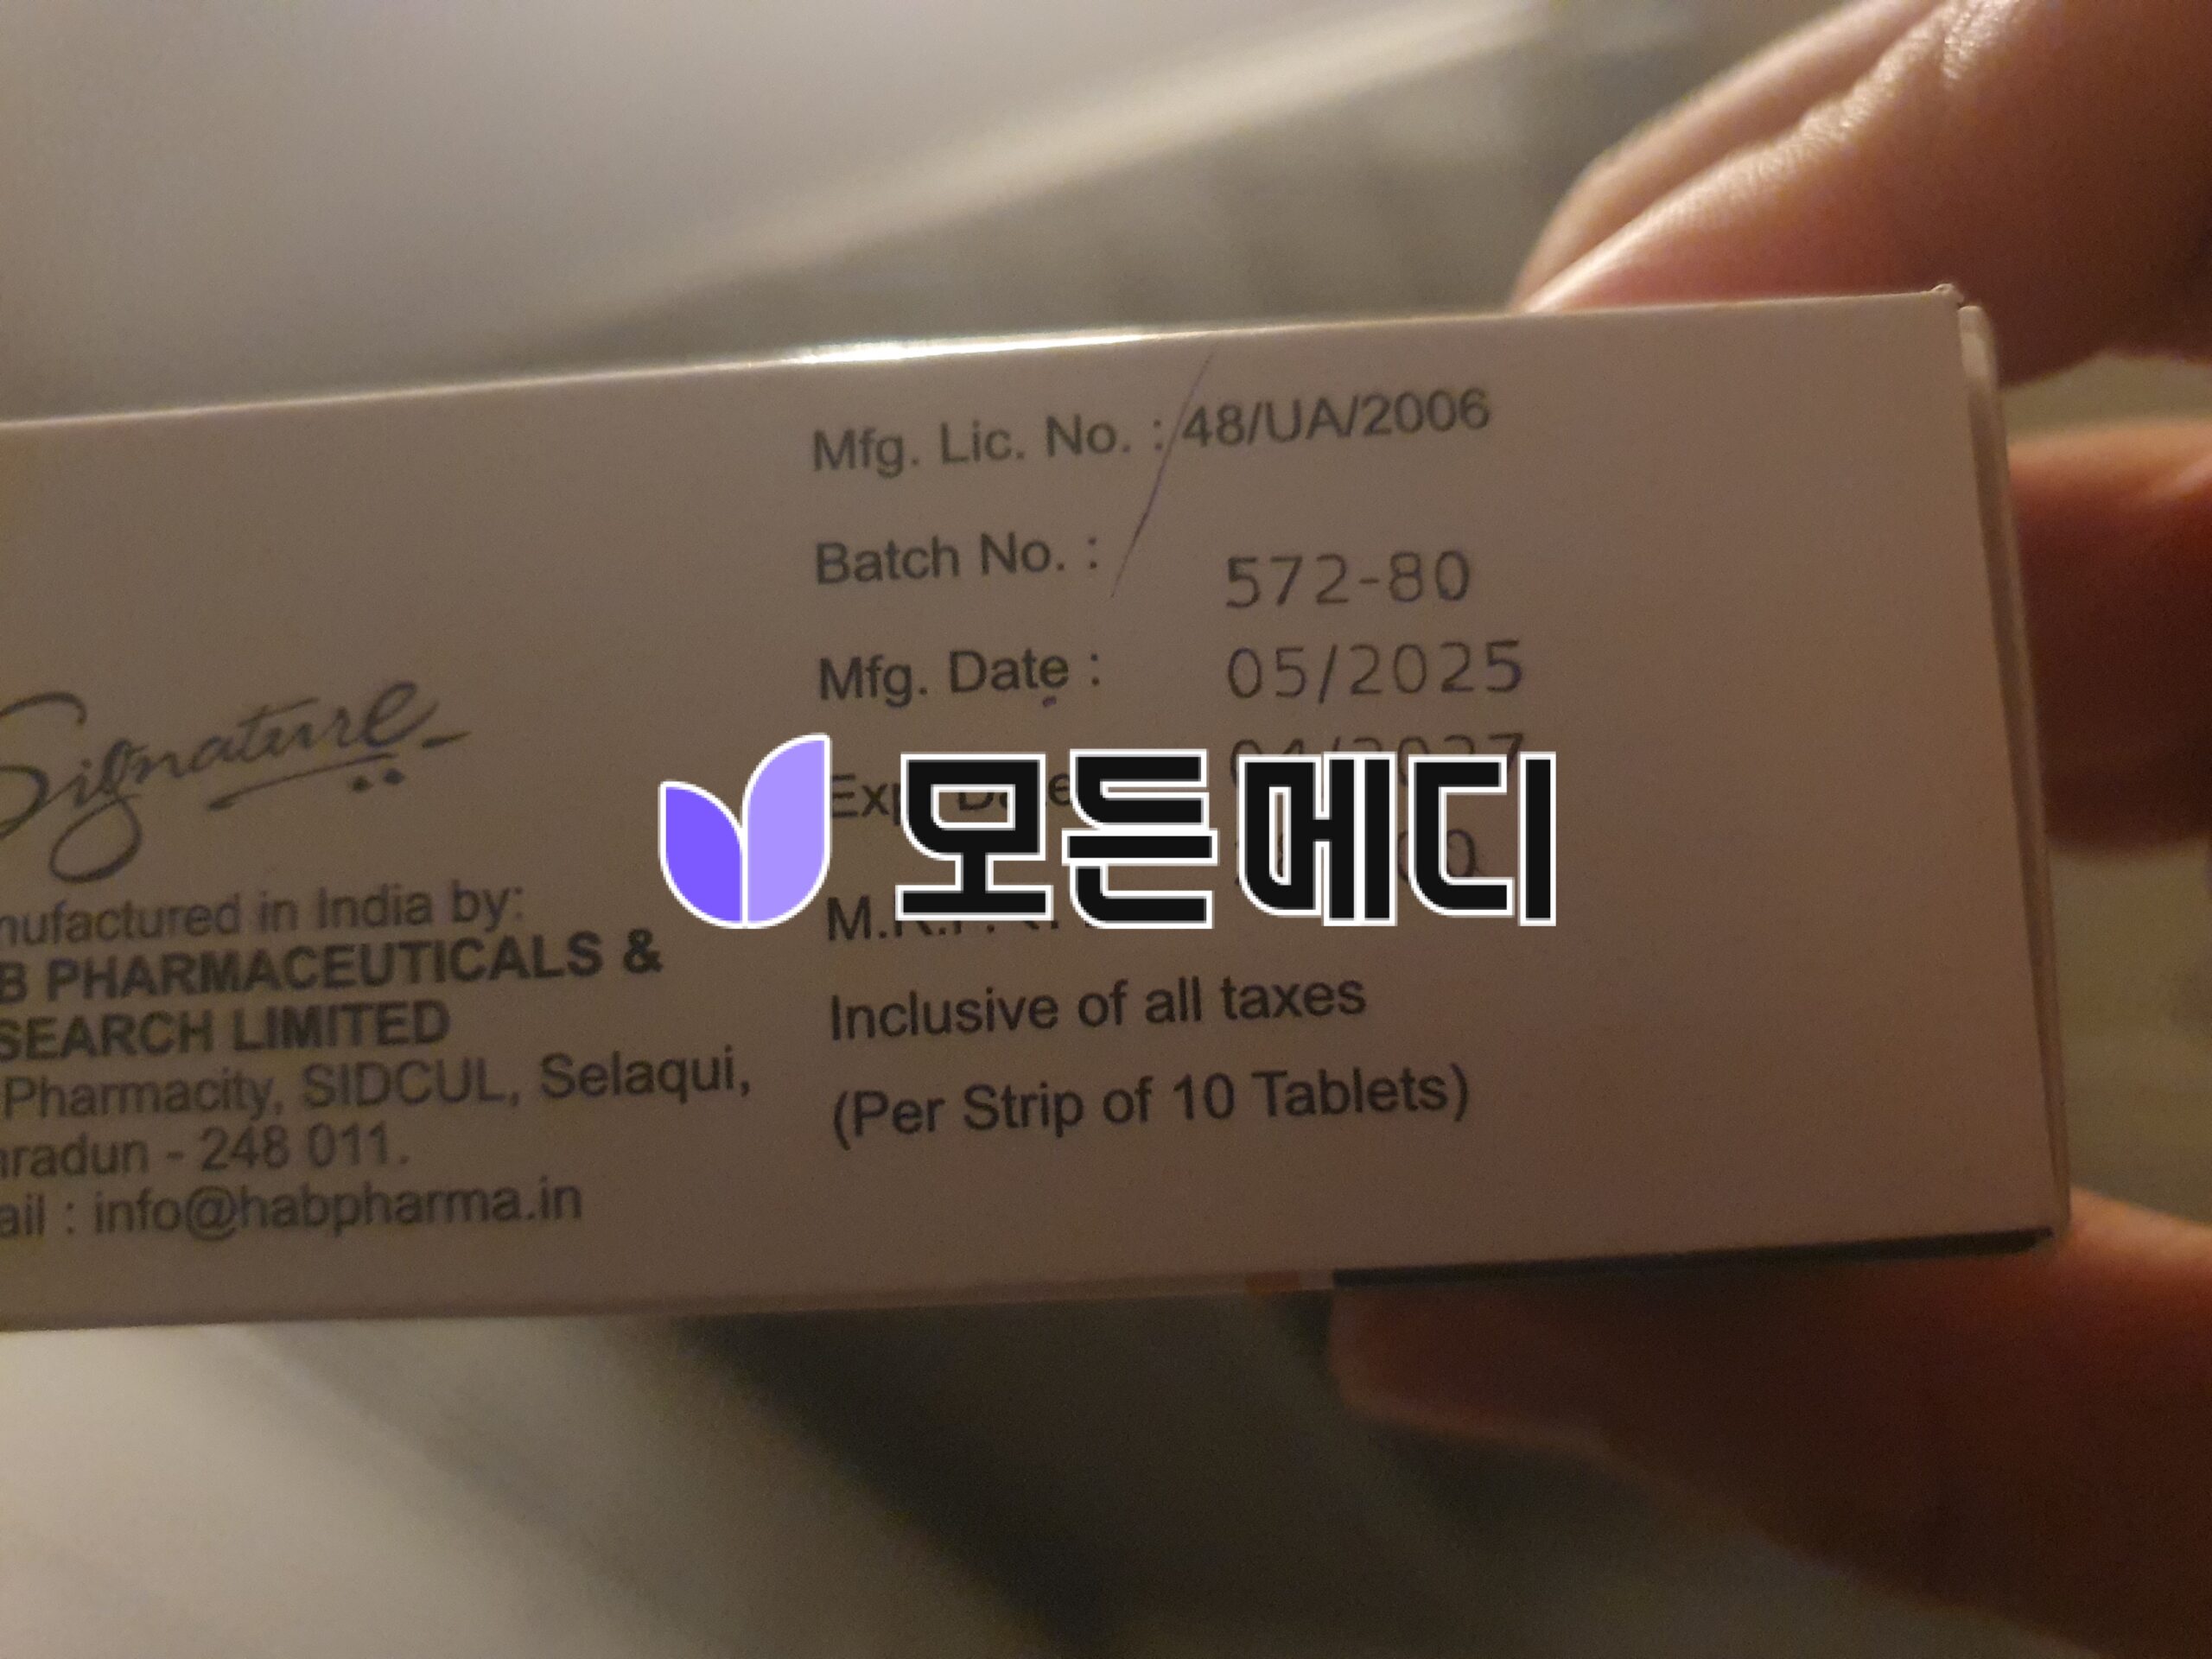 Signature
nufactured in India by:
B PHARMACEUTICALS &
SEARCH LIMITED
Pharmacity, SIDCUL, Selaqui,
radun - 248 011.
ail : info@habpharma.in
Mfg. Lic. No. : 48/UA/2006
Batch No. : 572-80
Mfg. Date : 05/2025
04/2027
Inclusive of all taxes
(Per Strip of 10 Tablets)
모든메디